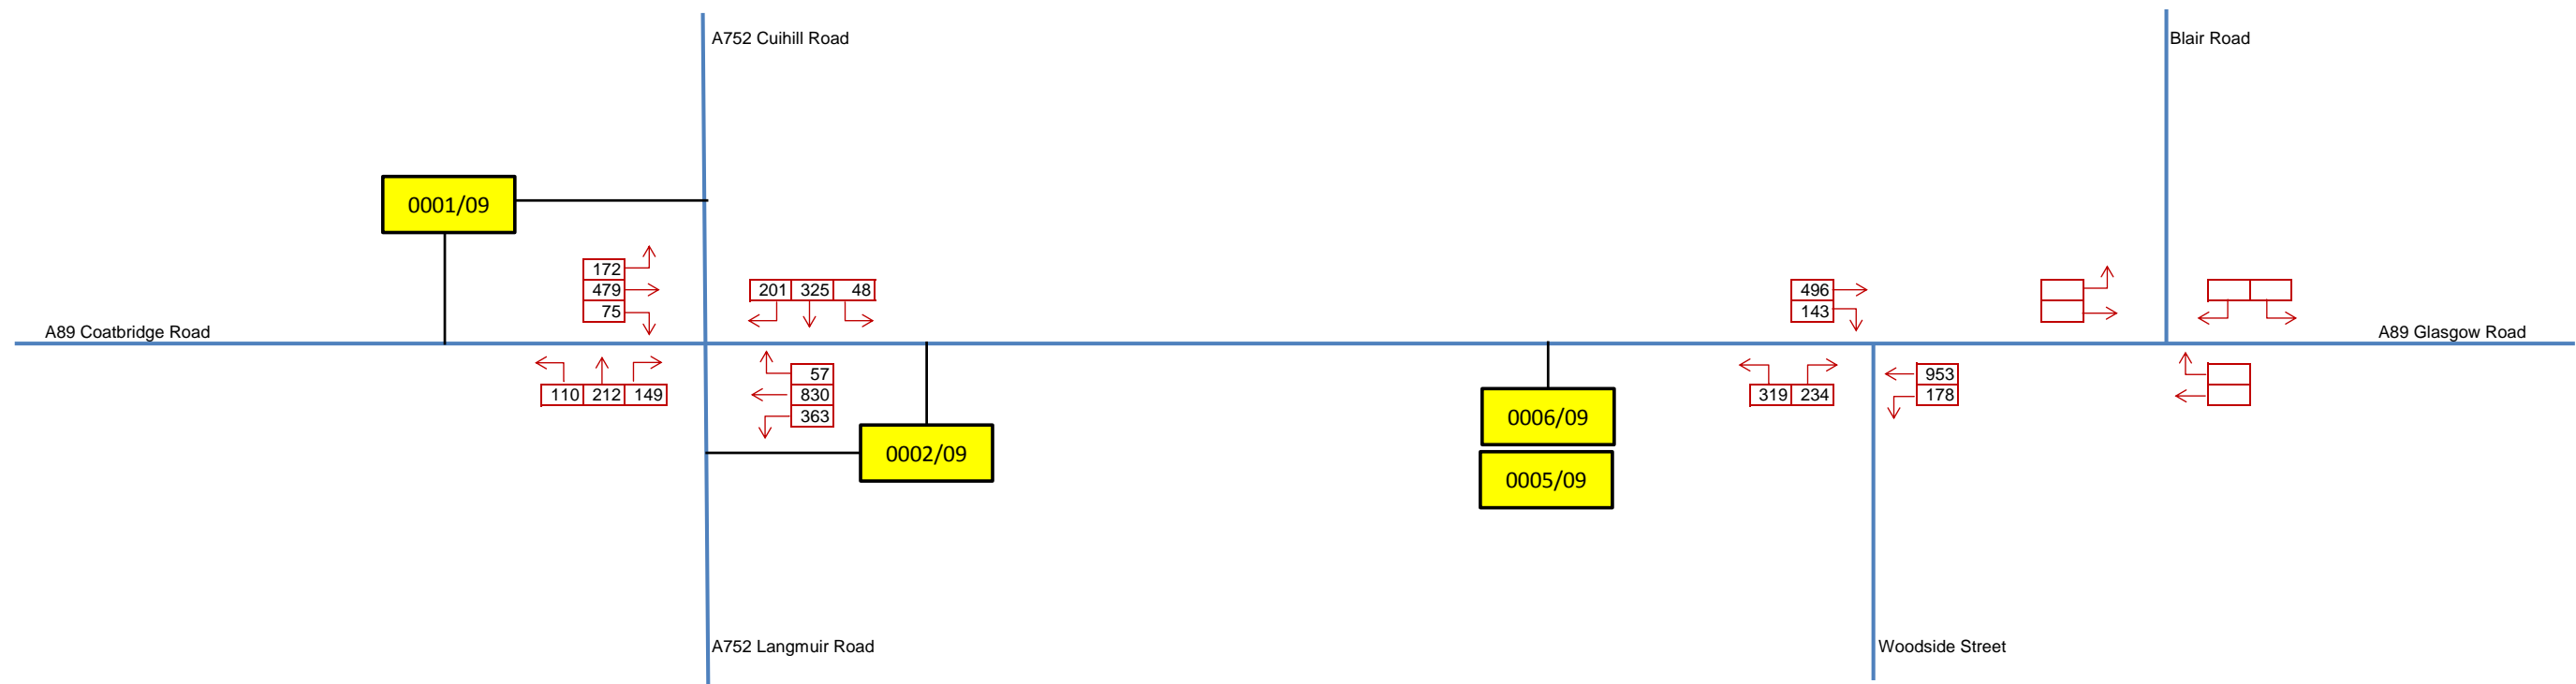 A752 Cuihill Road
Blair Road
0001/09
172
479
75
201 325 48
496
143
A89 Coatbridge Road
A89 Glasgow Road
110 212 149
57
830
363
319 234
953
178
0006/09
0002/09
0005/09
A752 Langmuir Road
Woodside Street